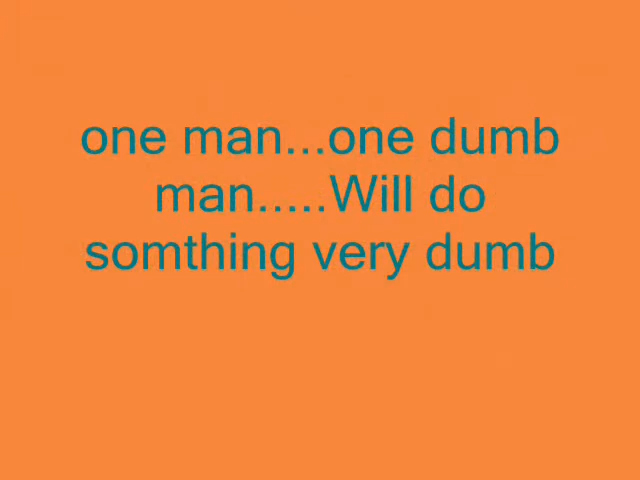 one man...one dumb
man.....Will do
somthing very dumb